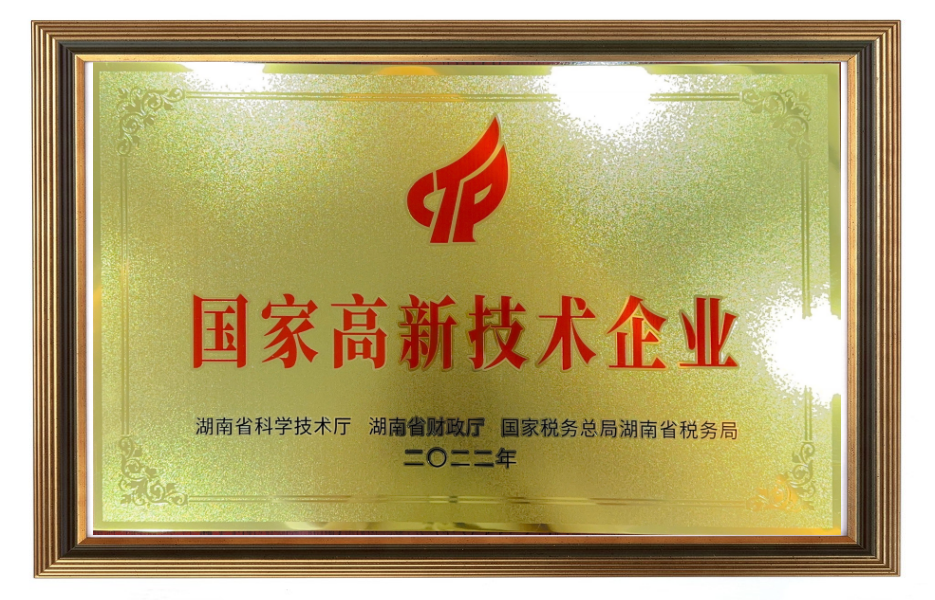 CTP
国家高新技术企业
湖南省科学技术厅 湖南省财政厅 国家税务总局湖南省税务局
二〇二二年